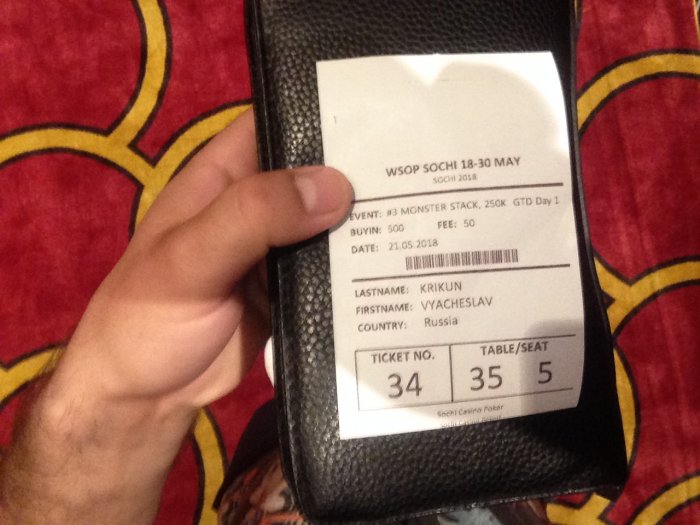 WSOP SOCHI 18-30 MAY
SOCHI 2018
EVENT: #3 MONSTER STACK, 250K GTD Day 1
BUYIN: 500 FEE: 50
DATE: 21.05.2018
LASTNAME: KRIKUN
FIRSTNAME: VYACHESLAV
COUNTRY: Russia
TICKET NO. TABLE/SEAT
34 35 5
Sochi Casino Poker